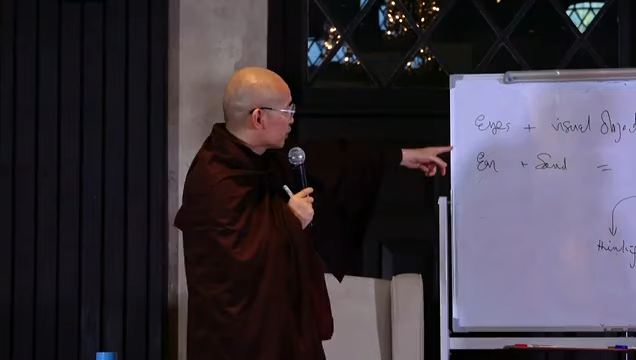 Eyes + visual Object
Ear + Sound =
thinking